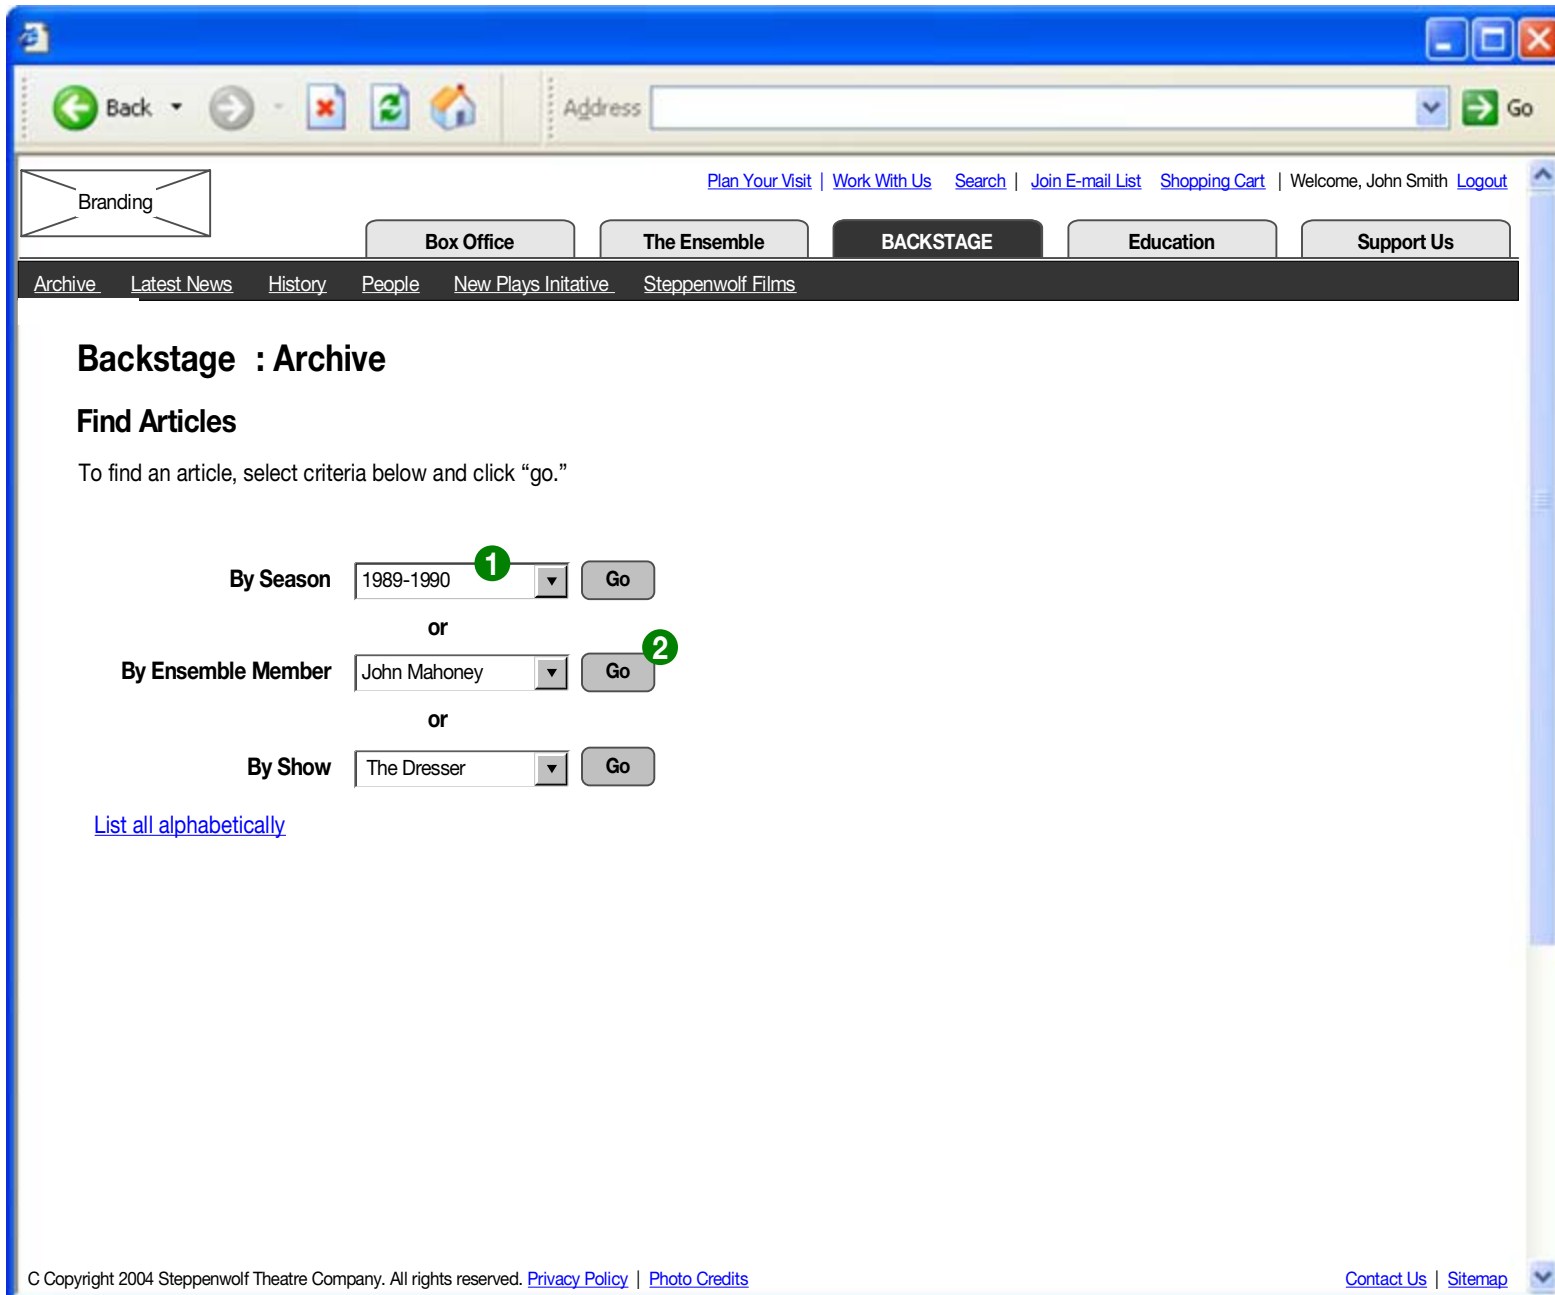 Back
Address
Go
Branding
Plan Your Visit | Work With Us Search | Join E-mail List Shopping Cart | Welcome, John Smith Logout
Box Office The Ensemble BACKSTAGE Education Support Us
Archive Latest News History People New Plays Initative Steppenwolf Films
Backstage : Archive
Find Articles
To find an article, select criteria below and click “go.”
1
By Season 1989-1990 Go
or
2
By Ensemble Member John Mahoney Go
or
By Show The Dresser Go
List all alphabetically
C Copyright 2004 Steppenwolf Theatre Company. All rights reserved. Privacy Policy | Photo Credits
Contact Us | Sitemap